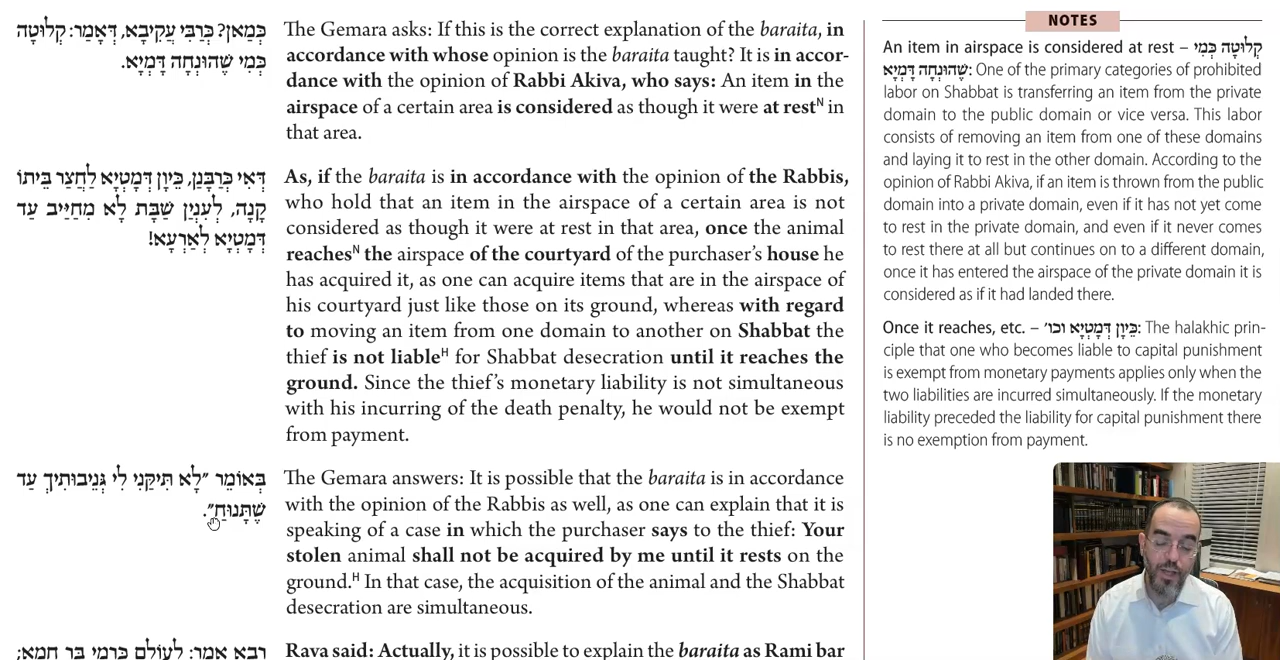 כְּמַאן? כְּרַבִּי עֲקִיבָא, דְּאָמַר: קְלוּטָה
כְּמִי שֶׁהוּנְחָה דָּמְיָא.
The Gemara asks: If this is the correct explanation of the baraita, in
accordance with whose opinion is the baraita taught? It is in accor-
dance with the opinion of Rabbi Akiva, who says: An item in the
airspace of a certain area is considered as though it were at restN in
that area.
דְּאִי כְּרַבָּנַן, כֵּיוָן דְּמָטְיָא לַחֲצַר בֵּיתוֹ
קָנָה, לְעִנְיַן שַׁבָּת לָא מִחַיַּיב עַד
דְּמָטְיָא לְאַרְעָא!
As, if the baraita is in accordance with the opinion of the Rabbis,
who hold that an item in the airspace of a certain area is not
considered as though it were at rest in that area, once the animal
reachesN the airspace of the courtyard of the purchaser's house he
has acquired it, as one can acquire items that are in the airspace of
his courtyard just like those on its ground, whereas with regard
to moving an item from one domain to another on Shabbat the
thief is not liableH for Shabbat desecration until it reaches the
ground. Since the thief's monetary liability is not simultaneous
with his incurring of the death penalty, he would not be exempt
from payment.
בְּאוֹמֵר ״לָא תִּיקְנֵי לִי גְּנֵיבוּתֵיךְ עַד
שֶׁתָּנוּחַ״.
The Gemara answers: It is possible that the baraita is in accordance
with the opinion of the Rabbis as well, as one can explain that it is
speaking of a case in which the purchaser says to the thief: Your
stolen animal shall not be acquired by me until it rests on the
ground.H In that case, the acquisition of the animal and the Shabbat
desecration are simultaneous.
רָבָא אָמַר: לְעוֹלָם כְּרָמִי בַּר חָמָא;
Rava said: Actually, it is possible to explain the baraita as Rami bar
NOTES
An item in airspace is considered at rest – קְלוּטָה כְּמִי
שֶׁהוּנְחָה דָּמְיָא: One of the primary categories of prohibited
labor on Shabbat is transferring an item from the private
domain to the public domain or vice versa. This labor
consists of removing an item from one of these domains
and laying it to rest in the other domain. According to the
opinion of Rabbi Akiva, if an item is thrown from the public
domain into a private domain, even if it has not yet come
to rest in the private domain, and even if it never comes
to rest there at all but continues on to a different domain,
once it has entered the airspace of the private domain it is
considered as if it had landed there.
Once it reaches, etc. – כֵּיוָן דְּמָטְיָא וכו׳: The halakhic prin-
ciple that one who becomes liable to capital punishment
is exempt from monetary payments applies only when the
two liabilities are incurred simultaneously. If the monetary
liability preceded the liability for capital punishment there
is no exemption from payment.